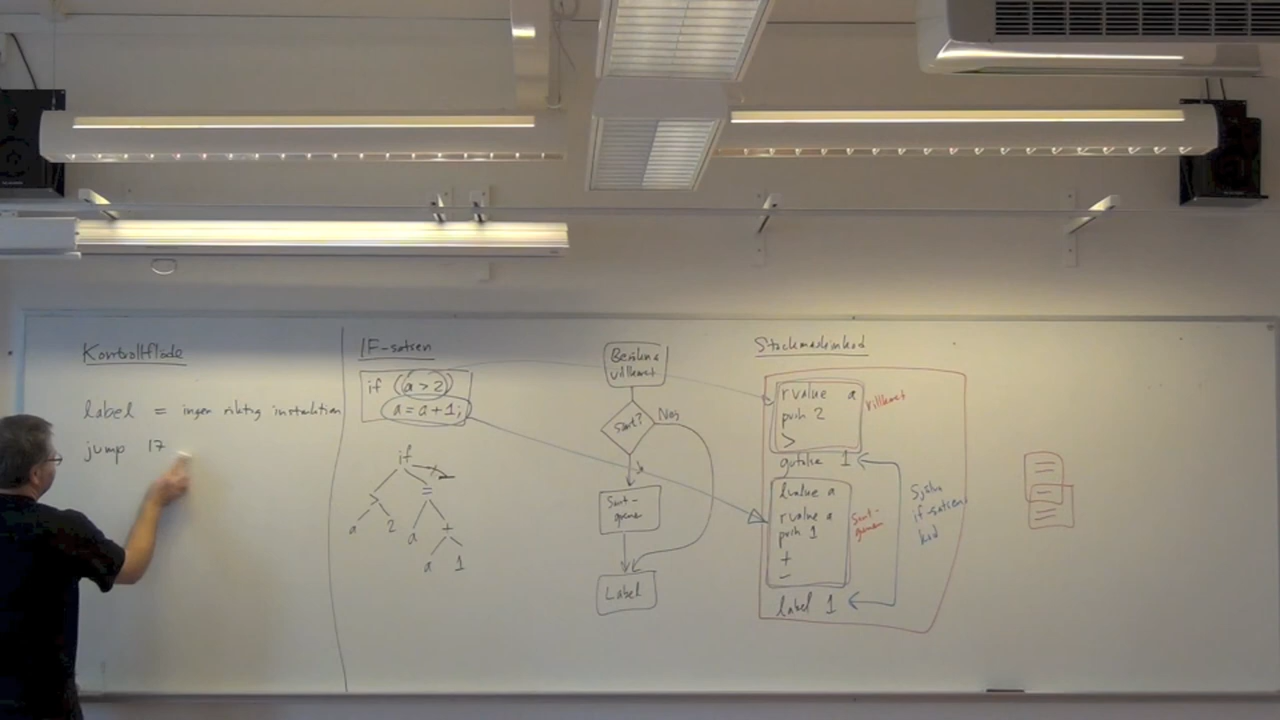 Kontrollflöde
label = ingen riktig instruktion
jump 17
IF-satsen
if (a > 2)
a = a + 1;
if
> =
a 2 a +
a 1
Beräkna
villkoret
Sant?
Nej
Sant-
grenen
Label
Stackmaskinkod
rvalue a
push 2
>
villkoret
gofalse 1
lvalue a
rvalue a
push 1
+
=
Sant-
grenen
label 1
Själva
if-satsens
kod